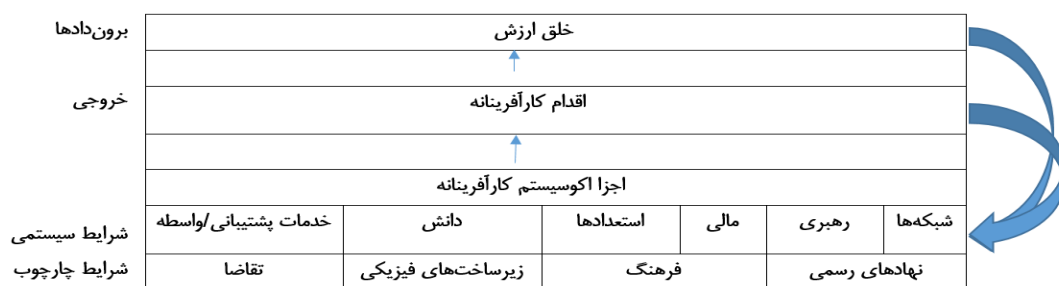 برون‌دادها
خلق ارزش
خروجی
اقدام کارآفرینانه
اجزا اکوسیستم کارآفرینانه
شرایط سیستمی
شبکه‌ها
رهبری
مالی
استعدادها
دانش
خدمات پشتیبانی/واسطه
شرایط چارچوب
نهادهای رسمی
فرهنگ
زیرساخت‌های فیزیکی
تقاضا